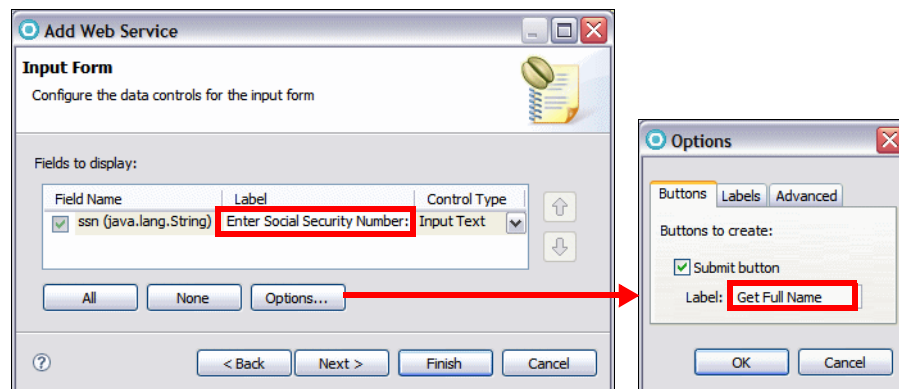 Add Web Service
Input Form
Configure the data controls for the input form
Fields to display:
Field Name Label Control Type
ssn (java.lang.String) Enter Social Security Number: Input Text
All None Options...
? < Back Next > Finish Cancel
Options
Buttons Labels Advanced
Buttons to create:
Submit button
Label: Get Full Name
OK Cancel